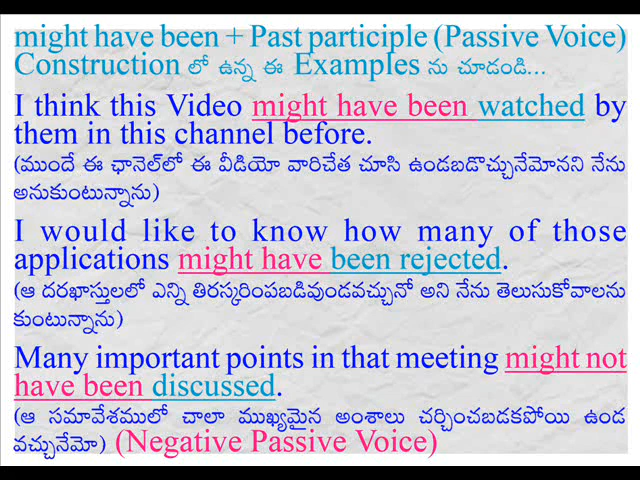 might have been + Past participle (Passive Voice)
Construction లో ఉన్న ఈ Examples ను చూడండి...
I think this Video might have been watched by
them in this channel before.
(ముందే ఈ ఛానెల్‌లో ఈ వీడియో వారిచేత చూసి ఉండబడొచ్చునేమోనని నేను
అనుకుంటున్నాను)
I would like to know how many of those
applications might have been rejected.
(ఆ దరఖాస్తులలో ఎన్ని తిరస్కరింపబడివుండవచ్చునో అని నేను తెలుసుకోవాలను
కుంటున్నాను)
Many important points in that meeting might not
have been discussed.
(ఆ సమావేశములో చాలా ముఖ్యమైన అంశాలు చర్చించబడకపోయి ఉండ
వచ్చునేమో) (Negative Passive Voice)